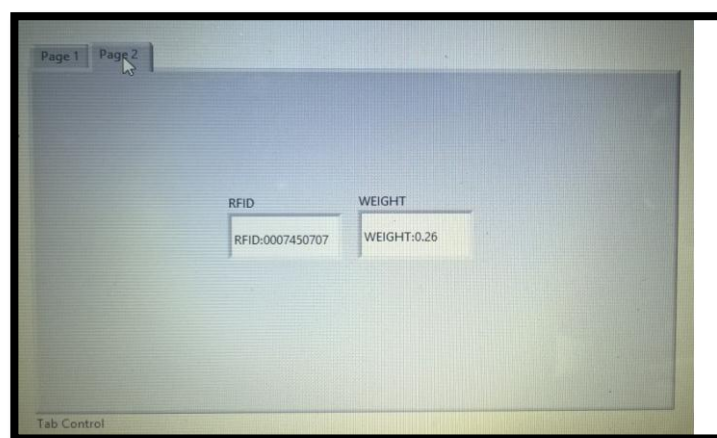 Page 1 Page 2
RFID WEIGHT
RFID:0007450707 WEIGHT:0.26
Tab Control